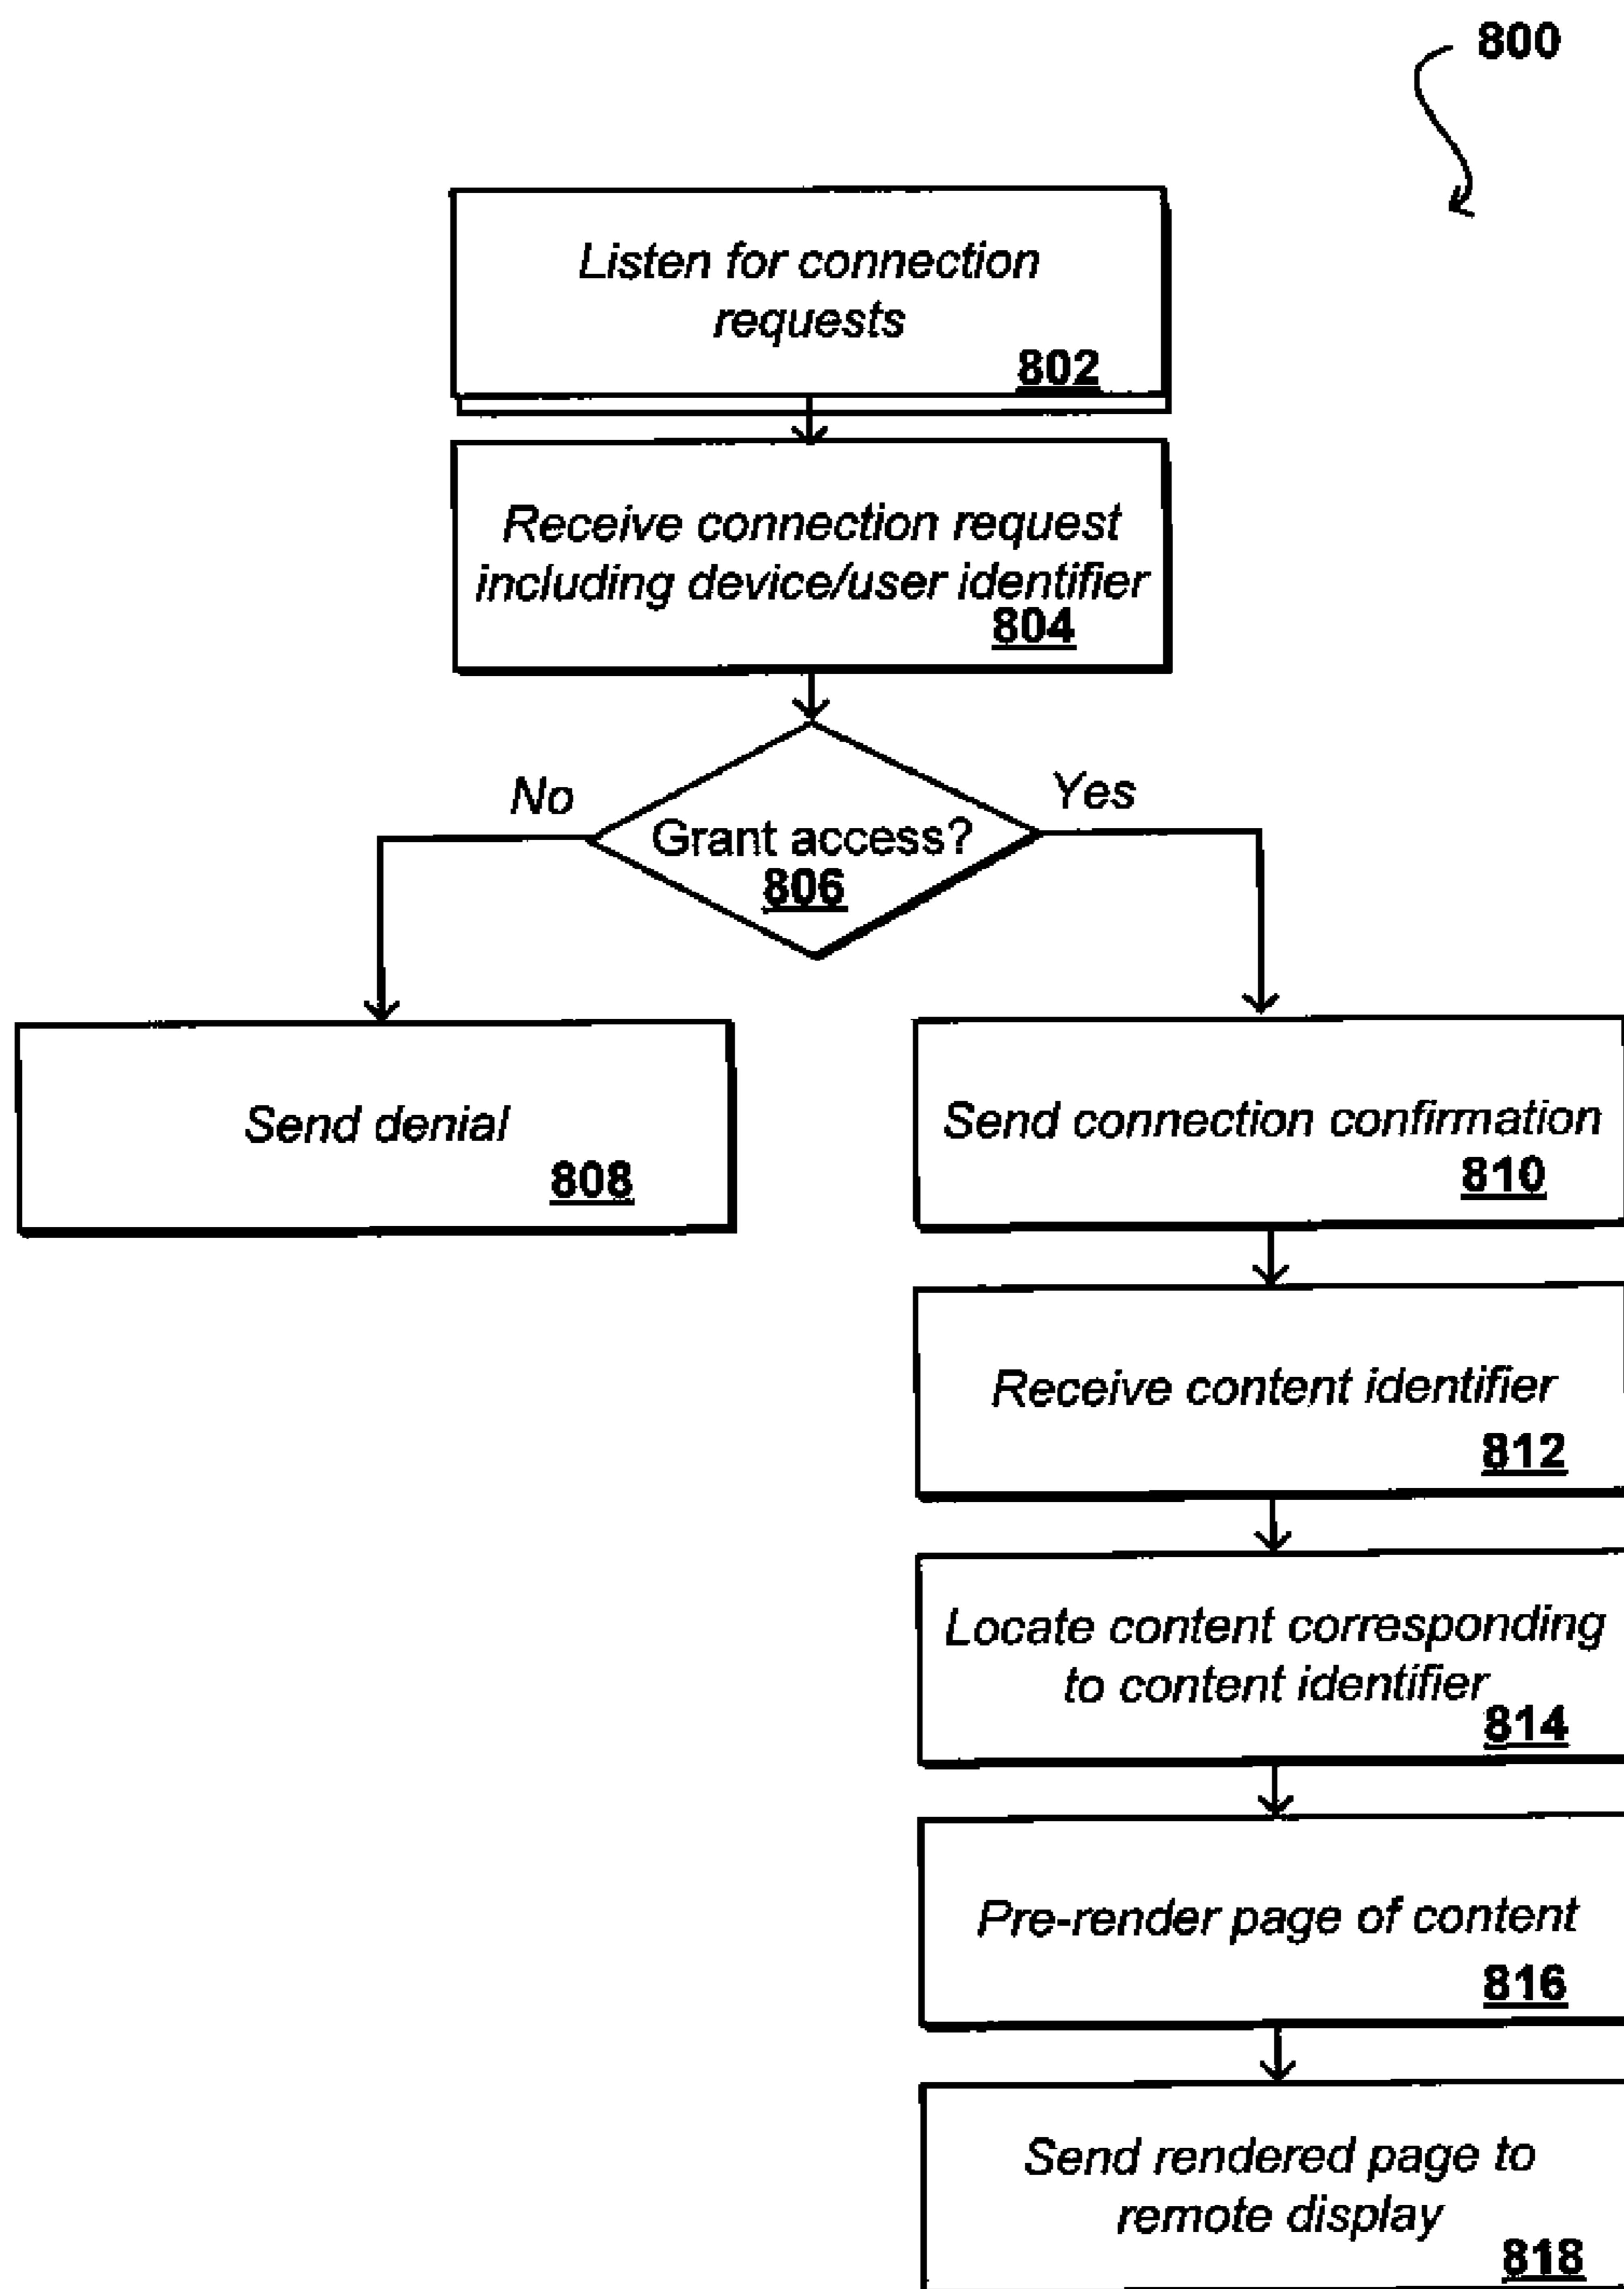 800
Listen for connection
requests
802
Receive connection request
including device/user identifier
804
No
Yes
Grant access?
806
Send denial
808
Send connection confirmation
810
Receive content identifier
812
Locate content corresponding
to content identifier
814
Pre-render page of content
816
Send rendered page to
remote display
818